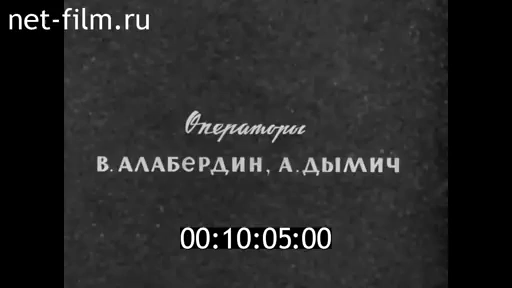 net-film.ru
Операторы
В. АЛАБЕРДИН, А. ДЫМИЧ
00:10:05:00